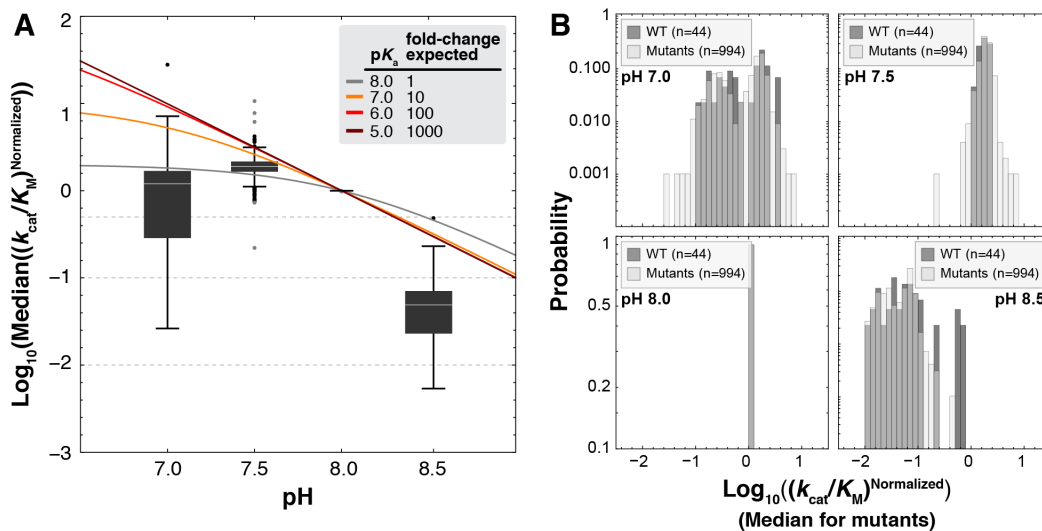 A
Log10(Median((kcat/KM)Normalized))
2
1
0
−1
−2
−3
7.0
7.5
8.0
8.5
pH
pKa fold-change expected
8.0 1
7.0 10
6.0 100
5.0 1000
B
Probability
1
0.100
0.010
0.001
WT (n=44)
Mutants (n=994)
pH 7.0
WT (n=44)
Mutants (n=994)
pH 7.5
1
0.5
0.2
0.1
WT (n=44)
Mutants (n=994)
pH 8.0
WT (n=44)
Mutants (n=994)
pH 8.5
−2 −1 0 1
−2 −1 0 1
Log10((kcat/KM)Normalized)
(Median for mutants)